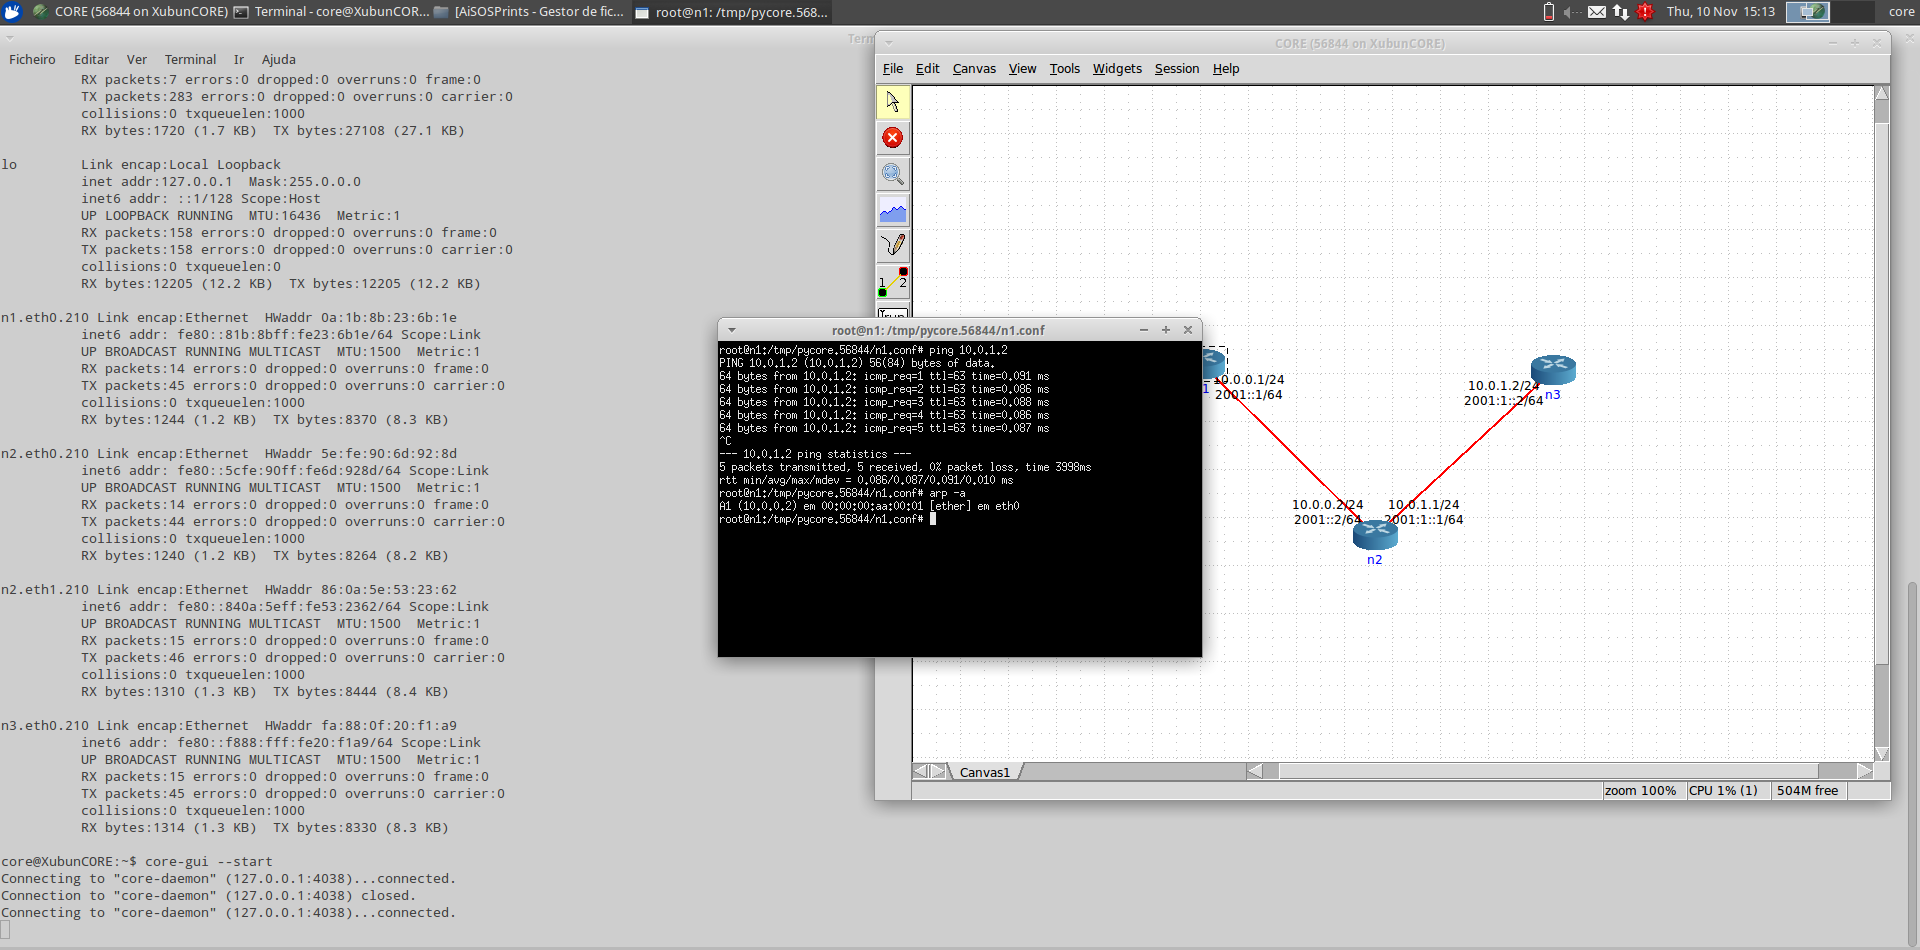 CORE (56844 on XubunCORE)
Terminal - core@XubunCOR...
[AiSOSPrints - Gestor de fic...
root@n1: /tmp/pycore.568...
Thu, 10 Nov 15:13
core
Term
Ficheiro Editar Ver Terminal Ir Ajuda
RX packets:7 errors:0 dropped:0 overruns:0 frame:0
TX packets:283 errors:0 dropped:0 overruns:0 carrier:0
collisions:0 txqueuelen:1000
RX bytes:1720 (1.7 KB)  TX bytes:27108 (27.1 KB)
lo        Link encap:Local Loopback
inet addr:127.0.0.1  Mask:255.0.0.0
inet6 addr: ::1/128 Scope:Host
UP LOOPBACK RUNNING  MTU:16436  Metric:1
RX packets:158 errors:0 dropped:0 overruns:0 frame:0
TX packets:158 errors:0 dropped:0 overruns:0 carrier:0
collisions:0 txqueuelen:0
RX bytes:12205 (12.2 KB)  TX bytes:12205 (12.2 KB)
n1.eth0.210 Link encap:Ethernet  HWaddr 0a:1b:8b:23:6b:1e
inet6 addr: fe80::81b:8bff:fe23:6b1e/64 Scope:Link
UP BROADCAST RUNNING MULTICAST  MTU:1500  Metric:1
RX packets:14 errors:0 dropped:0 overruns:0 frame:0
TX packets:45 errors:0 dropped:0 overruns:0 carrier:0
collisions:0 txqueuelen:1000
RX bytes:1244 (1.2 KB)  TX bytes:8370 (8.3 KB)
n2.eth0.210 Link encap:Ethernet  HWaddr 5e:fe:90:6d:92:8d
inet6 addr: fe80::5cfe:90ff:fe6d:928d/64 Scope:Link
UP BROADCAST RUNNING MULTICAST  MTU:1500  Metric:1
RX packets:14 errors:0 dropped:0 overruns:0 frame:0
TX packets:44 errors:0 dropped:0 overruns:0 carrier:0
collisions:0 txqueuelen:1000
RX bytes:1240 (1.2 KB)  TX bytes:8264 (8.2 KB)
n2.eth1.210 Link encap:Ethernet  HWaddr 86:0a:5e:53:23:62
inet6 addr: fe80::840a:5eff:fe53:2362/64 Scope:Link
UP BROADCAST RUNNING MULTICAST  MTU:1500  Metric:1
RX packets:15 errors:0 dropped:0 overruns:0 frame:0
TX packets:46 errors:0 dropped:0 overruns:0 carrier:0
collisions:0 txqueuelen:1000
RX bytes:1310 (1.3 KB)  TX bytes:8444 (8.4 KB)
n3.eth0.210 Link encap:Ethernet  HWaddr fa:88:0f:20:f1:a9
inet6 addr: fe80::f888:fff:fe20:f1a9/64 Scope:Link
UP BROADCAST RUNNING MULTICAST  MTU:1500  Metric:1
RX packets:15 errors:0 dropped:0 overruns:0 frame:0
TX packets:45 errors:0 dropped:0 overruns:0 carrier:0
collisions:0 txqueuelen:1000
RX bytes:1314 (1.3 KB)  TX bytes:8330 (8.3 KB)
core@XubunCORE:~$ core-gui --start
Connecting to "core-daemon" (127.0.0.1:4038)...connected.
Connection to "core-daemon" (127.0.0.1:4038) closed.
Connecting to "core-daemon" (127.0.0.1:4038)...connected.
CORE (56844 on XubunCORE)
File Edit Canvas View Tools Widgets Session Help
1 2
root@n1: /tmp/pycore.56844/n1.conf
root@n1:/tmp/pycore.56844/n1.conf# ping 10.0.1.2
PING 10.0.1.2 (10.0.1.2) 56(84) bytes of data.
64 bytes from 10.0.1.2: icmp_req=1 ttl=63 time=0.091 ms
64 bytes from 10.0.1.2: icmp_req=2 ttl=63 time=0.086 ms
64 bytes from 10.0.1.2: icmp_req=3 ttl=63 time=0.088 ms
64 bytes from 10.0.1.2: icmp_req=4 ttl=63 time=0.086 ms
64 bytes from 10.0.1.2: icmp_req=5 ttl=63 time=0.087 ms
^C
--- 10.0.1.2 ping statistics ---
5 packets transmitted, 5 received, 0% packet loss, time 3998ms
rtt min/avg/max/mdev = 0.086/0.087/0.091/0.010 ms
root@n1:/tmp/pycore.56844/n1.conf# arp -a
A1 (10.0.0.2) em 00:00:00:aa:00:01 [ether] em eth0
root@n1:/tmp/pycore.56844/n1.conf#
10.0.0.1/24
1 2001::1/64
10.0.1.2/24
2001:1::2/64 n3
10.0.0.2/24 10.0.1.1/24
2001::2/64 2001:1::1/64
n2
Canvas1
zoom 100% CPU 1% (1) 504M free